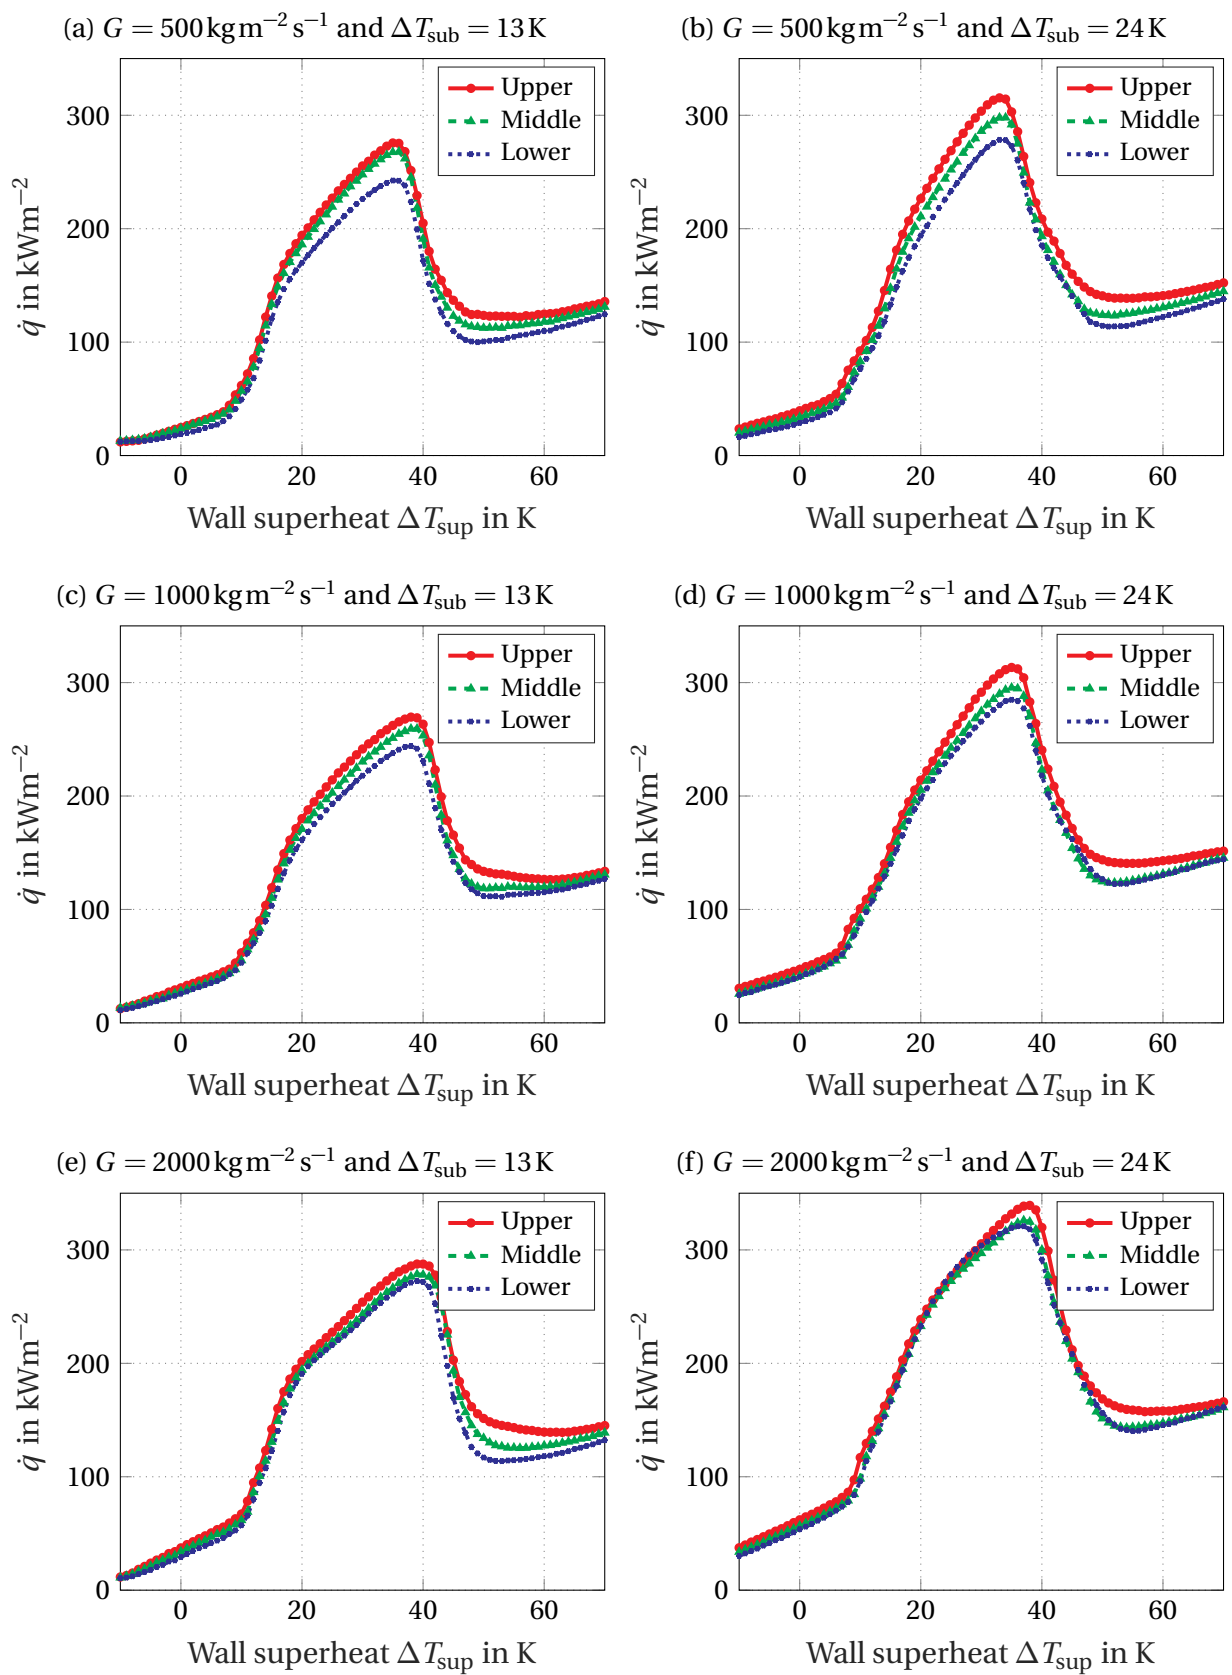 (a) G = 500 kg m⁻² s⁻¹ and ΔT_sub = 13 K
Upper
Middle
Lower
300
200
100
0
0 20 40 60
q̇ in kWm⁻²
Wall superheat ΔT_sup in K
(b) G = 500 kg m⁻² s⁻¹ and ΔT_sub = 24 K
Upper
Middle
Lower
300
200
100
0
0 20 40 60
q̇ in kWm⁻²
Wall superheat ΔT_sup in K
(c) G = 1000 kg m⁻² s⁻¹ and ΔT_sub = 13 K
Upper
Middle
Lower
300
200
100
0
0 20 40 60
q̇ in kWm⁻²
Wall superheat ΔT_sup in K
(d) G = 1000 kg m⁻² s⁻¹ and ΔT_sub = 24 K
Upper
Middle
Lower
300
200
100
0
0 20 40 60
q̇ in kWm⁻²
Wall superheat ΔT_sup in K
(e) G = 2000 kg m⁻² s⁻¹ and ΔT_sub = 13 K
Upper
Middle
Lower
300
200
100
0
0 20 40 60
q̇ in kWm⁻²
Wall superheat ΔT_sup in K
(f) G = 2000 kg m⁻² s⁻¹ and ΔT_sub = 24 K
Upper
Middle
Lower
300
200
100
0
0 20 40 60
q̇ in kWm⁻²
Wall superheat ΔT_sup in K